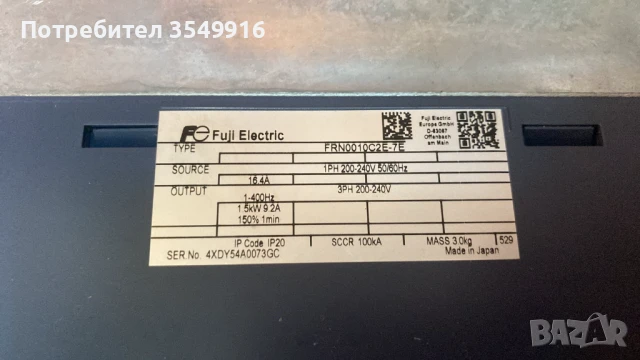 Потребител 3549916
Fuji Electric
Fuji Electric
Europe GmbH
D-63067
Offenbach
am Main
TYPE FRN0010C2E-7E
SOURCE 1PH 200-240V 50/60Hz
16.4A
OUTPUT 3PH 200-240V
1-400Hz
1.5kW 9.2A
150% 1min
IP Code IP20 SCCR 100kA MASS 3.0kg 529
SER.No. 4XDY54A0073GC Made in Japan
BAZAR